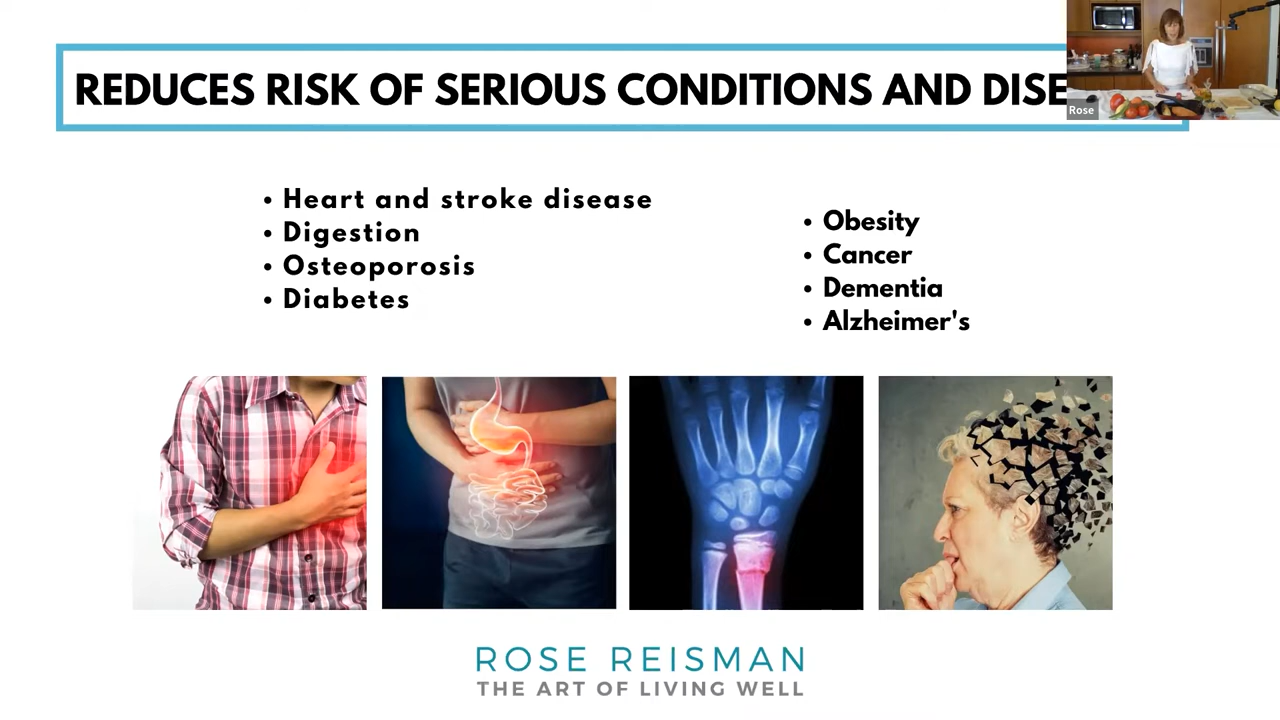 REDUCES RISK OF SERIOUS CONDITIONS AND DISE
Rose
• Heart and stroke disease
• Digestion
• Osteoporosis
• Diabetes
• Obesity
• Cancer
• Dementia
• Alzheimer's
ROSE REISMAN
THE ART OF LIVING WELL